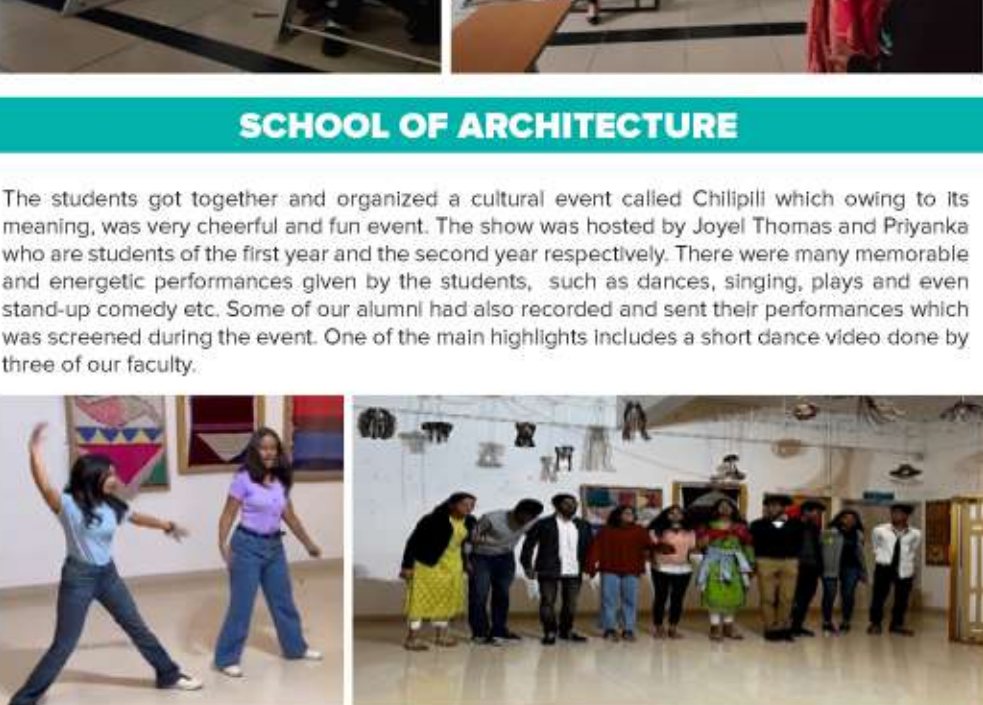 SCHOOL OF ARCHITECTURE
The students got together and organized a cultural event called Chilipili which owing to its
meaning, was very cheerful and fun event. The show was hosted by Joyel Thomas and Priyanka
who are students of the first year and the second year respectively. There were many memorable
and energetic performances given by the students, such as dances, singing, plays and even
stand-up comedy etc. Some of our alumni had also recorded and sent their performances which
was screened during the event. One of the main highlights includes a short dance video done by
three of our faculty.